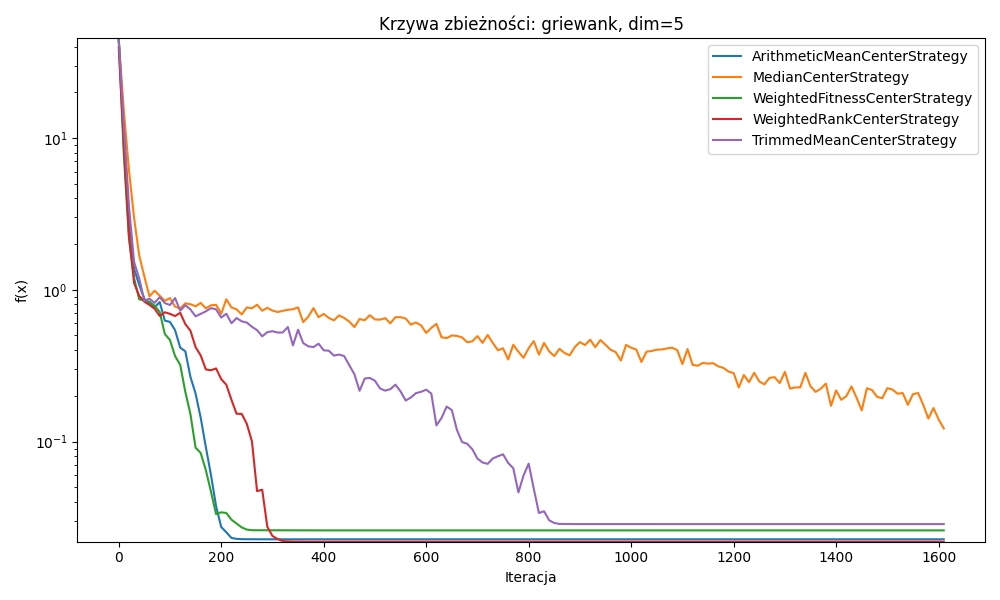 Krzywa zbieżności: griewank, dim=5
f(x)
10¹
10⁰
10⁻¹
ArithmeticMeanCenterStrategy
MedianCenterStrategy
WeightedFitnessCenterStrategy
WeightedRankCenterStrategy
TrimmedMeanCenterStrategy
0 200 400 600 800 1000 1200 1400 1600
Iteracja